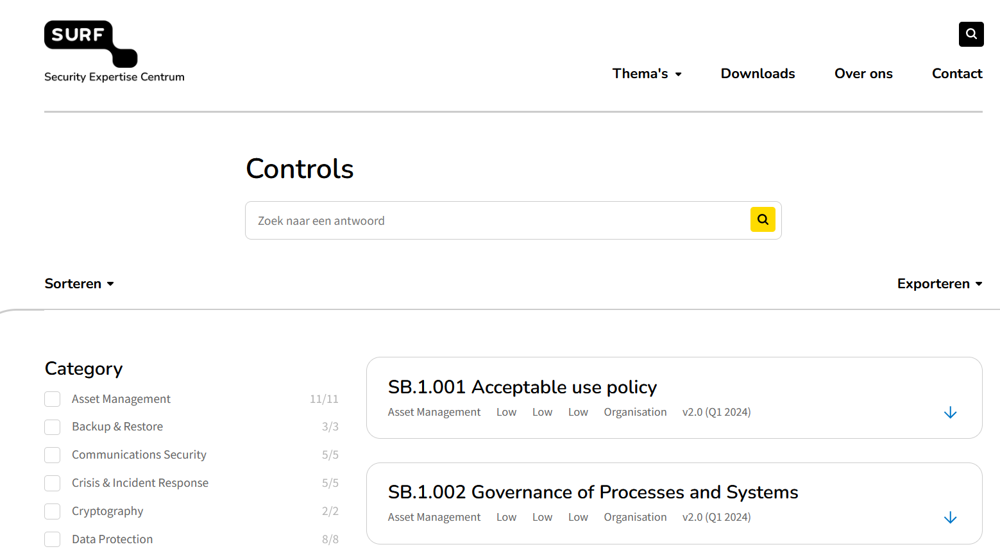 SURF
Security Expertise Centrum
Thema's Downloads Over ons Contact
Controls
Zoek naar een antwoord
Sorteren Exporteren
Category
Asset Management 11/11
Backup & Restore 3/3
Communications Security 5/5
Crisis & Incident Response 5/5
Cryptography 2/2
Data Protection 8/8
SB.1.001 Acceptable use policy
Asset Management Low Low Low Organisation v2.0 (Q1 2024)
SB.1.002 Governance of Processes and Systems
Asset Management Low Low Low Organisation v2.0 (Q1 2024)